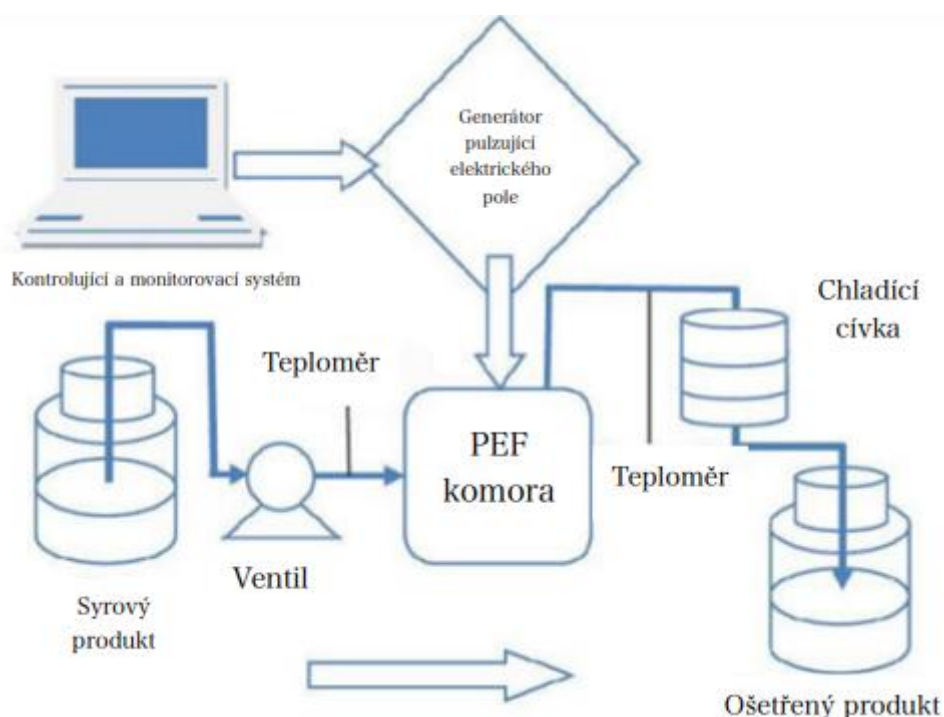 Generátor
pulzující
elektrického
pole
Kontrolující a monitorovací systém
Chladící
cívka
Teploměr
PEF
komora
Teploměr
Ventil
Syrový
produkt
Ošetřený produkt